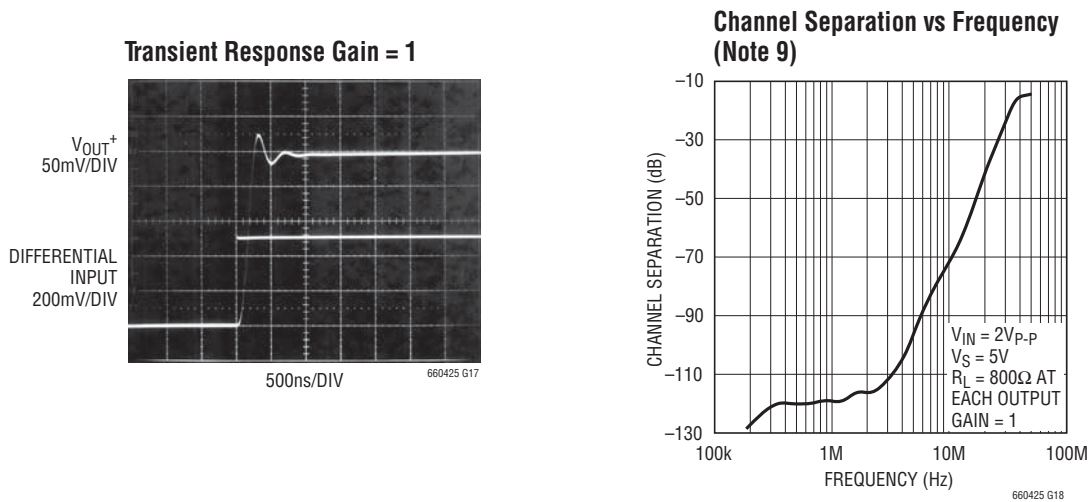 Transient Response Gain = 1
VOUT+
50mV/DIV
DIFFERENTIAL
INPUT
200mV/DIV
500ns/DIV
660425 G17
Channel Separation vs Frequency
(Note 9)
CHANNEL SEPARATION (dB)
–10
–30
–50
–70
–90
–110
–130
VIN = 2VP-P
VS = 5V
RL = 800Ω AT
EACH OUTPUT
GAIN = 1
100k
1M
10M
100M
FREQUENCY (Hz)
660425 G18